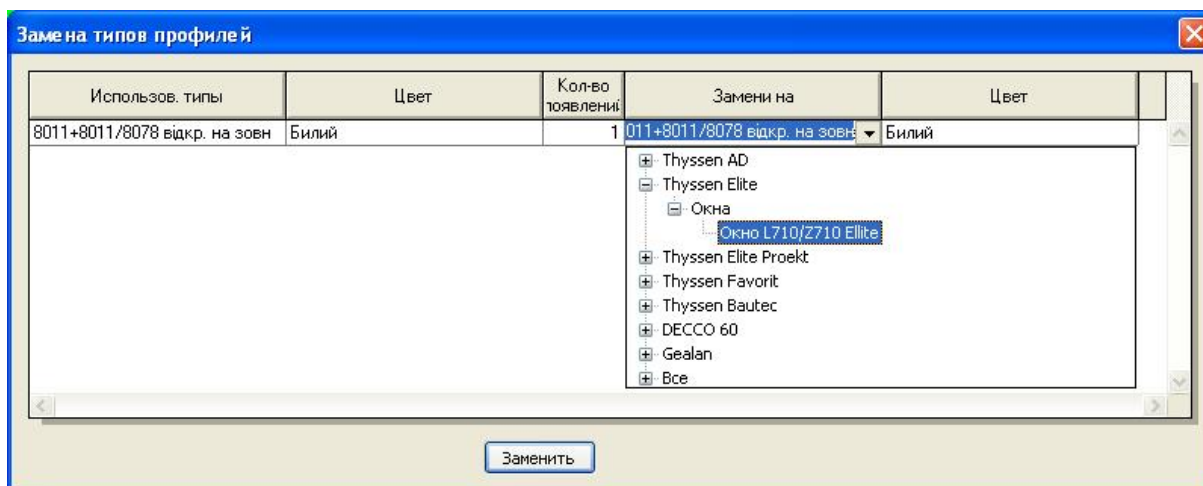 Замена типов профилей
Использов. типы Цвет Кол-во появлений Замени на Цвет
8011+8011/8078 відкр. на зовн Билий 1 011+8011/8078 відкр. на зовн Билий
Thyssen AD
Thyssen Elite
Окна
Окно L710/Z710 Ellite
Thyssen Elite Proekt
Thyssen Favorit
Thyssen Bautec
DECCO 60
Gealan
Все
Заменить